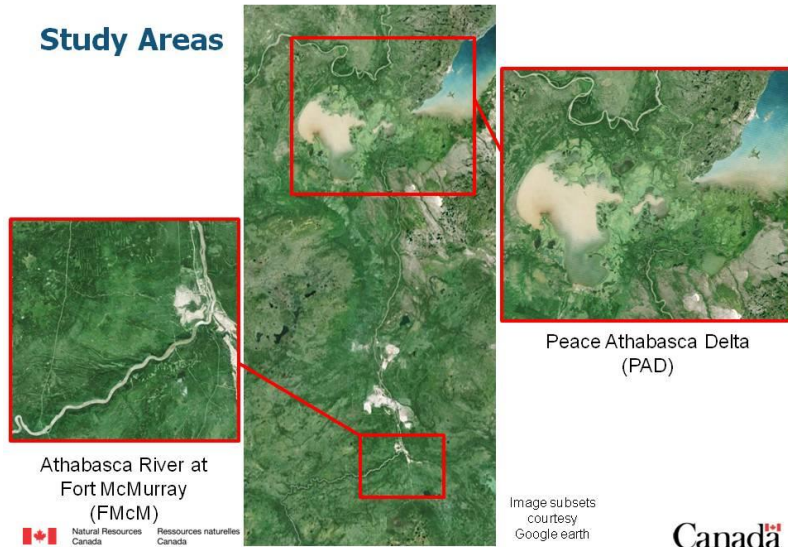 Study Areas
Peace Athabasca Delta
(PAD)
Athabasca River at
Fort McMurray
(FMcM)
Image subsets
courtesy
Google earth
Natural Resources
Canada
Ressources naturelles
Canada
Canada